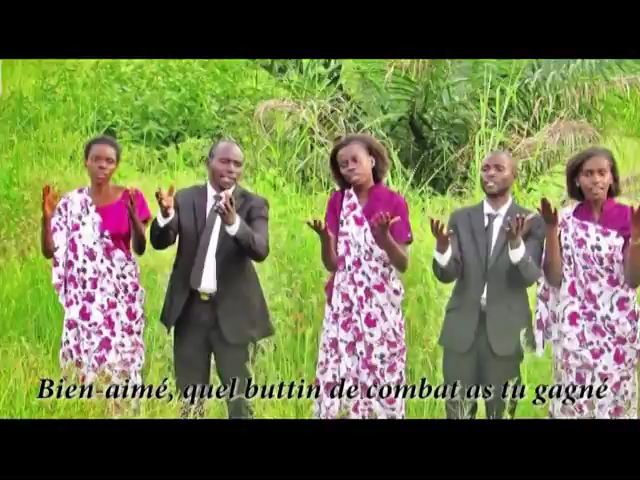 Bien-aimé, quel buttin de combat as tu gagné